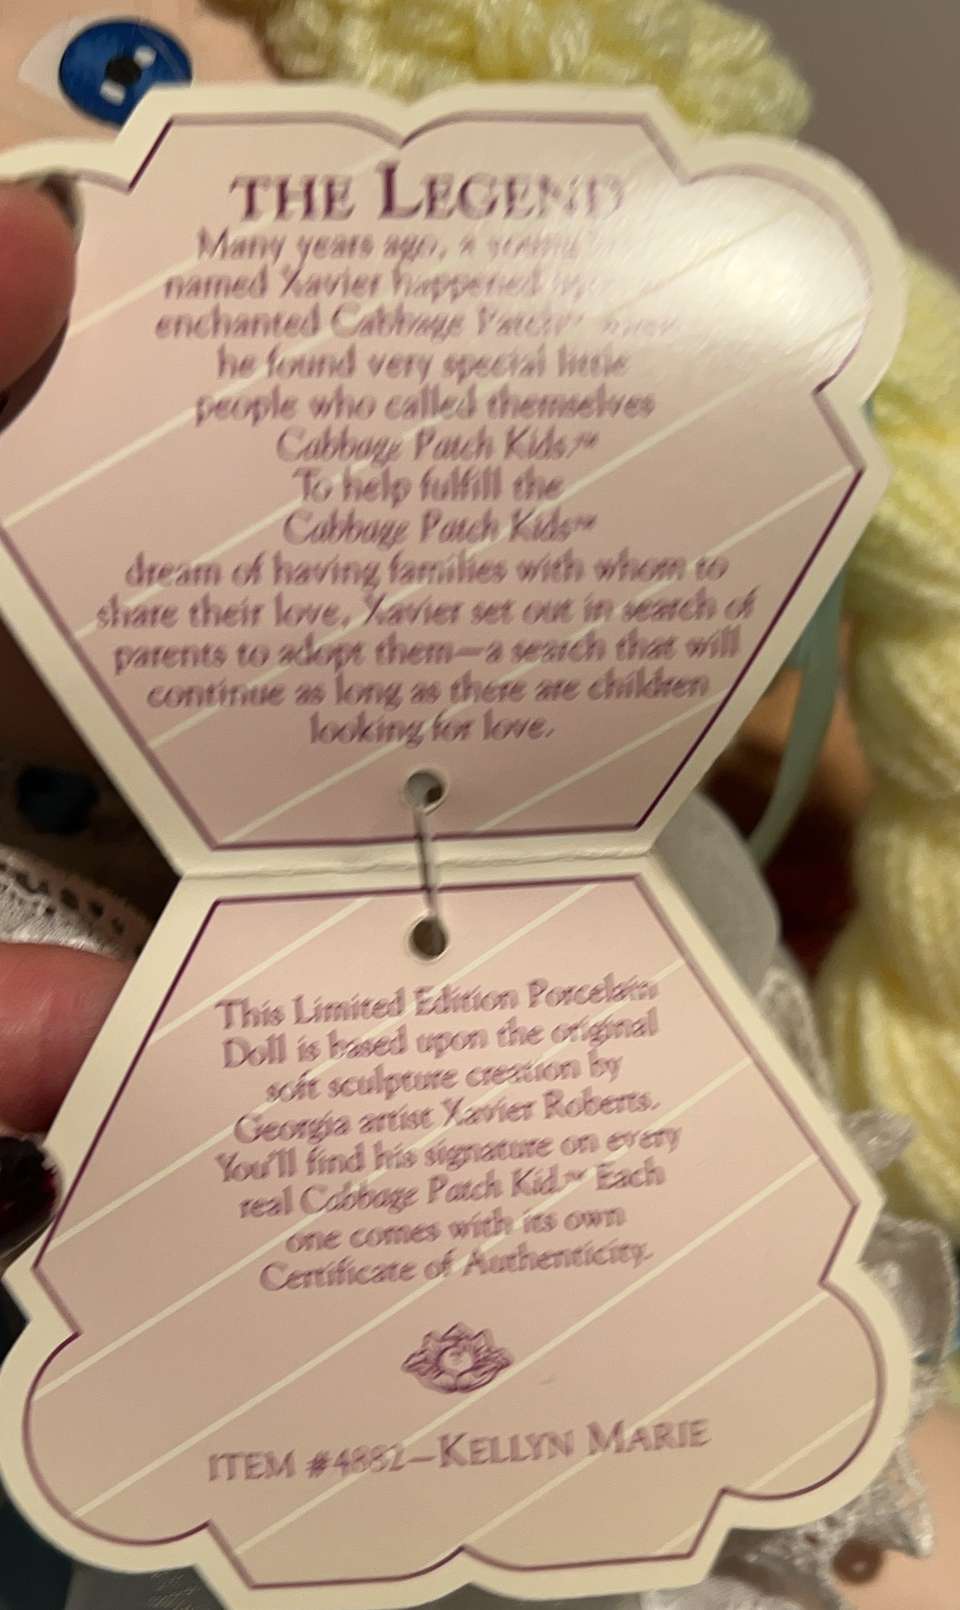 THE LEGEND
Many years ago, a young
named Xavier happened
enchanted Cabbage Patch
he found very special little
people who called themselves
Cabbage Patch Kids.™
To help fulfill the
Cabbage Patch Kids™
dream of having families with whom to
share their love, Xavier set out in search of
parents to adopt them—a search that will
continue as long as there are children
looking for love.
This Limited Edition Porcelain
Doll is based upon the original
soft sculpture creation by
Georgia artist Xavier Roberts.
You'll find his signature on every
real Cabbage Patch Kid.™ Each
one comes with its own
Certificate of Authenticity.
ITEM #4882—KELLYN MARIE